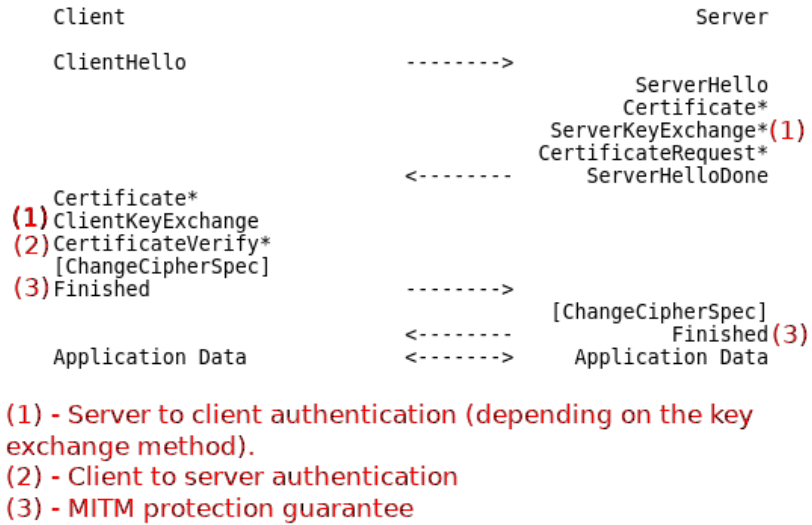 Client Server
ClientHello -------->
ServerHello
Certificate*
ServerKeyExchange*(1)
CertificateRequest*
<-------- ServerHelloDone
Certificate*
(1) ClientKeyExchange
(2) CertificateVerify*
[ChangeCipherSpec]
(3) Finished -------->
[ChangeCipherSpec]
<-------- Finished (3)
Application Data <-------> Application Data
(1) - Server to client authentication (depending on the key
exchange method).
(2) - Client to server authentication
(3) - MITM protection guarantee